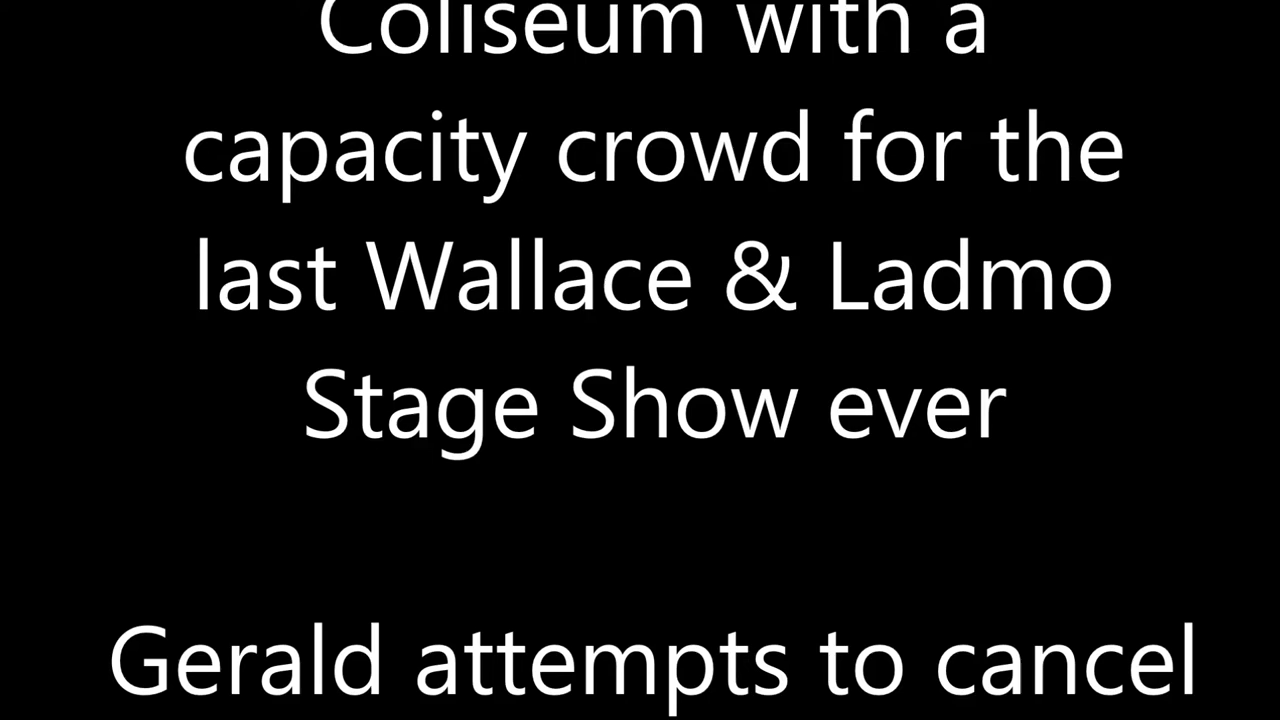 Coliseum with a
capacity crowd for the
last Wallace & Ladmo
Stage Show ever
Gerald attempts to cancel